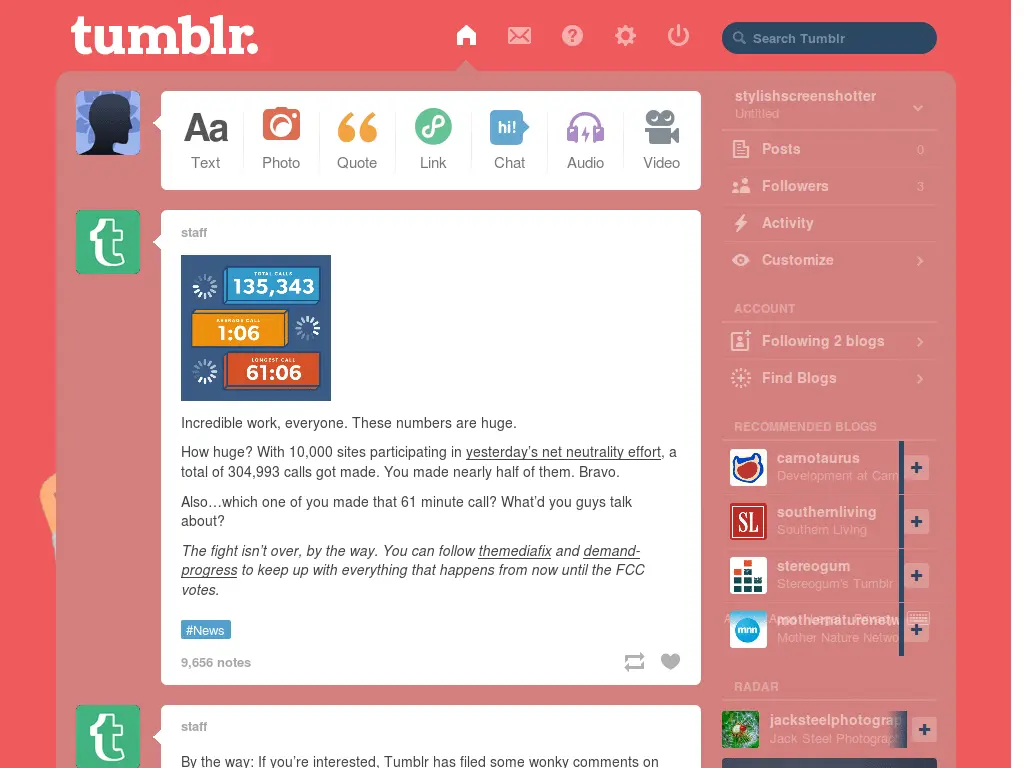 tumblr.
Search Tumblr
Aa
Text
Photo
Quote
Link
hi!
Chat
Audio
Video
staff
TOTAL CALLS
135,343
AVERAGE CALL
1:06
LONGEST CALL
61:06
Incredible work, everyone. These numbers are huge.
How huge? With 10,000 sites participating in yesterday's net neutrality effort, a
total of 304,993 calls got made. You made nearly half of them. Bravo.
Also…which one of you made that 61 minute call? What'd you guys talk
about?
The fight isn't over, by the way. You can follow themediafix and demand-
progress to keep up with everything that happens from now until the FCC
votes.
#News
9,656 notes
staff
By the way: If you're interested, Tumblr has filed some wonky comments on
stylishscreenshotter
Untitled
Posts 0
Followers 3
Activity
Customize
ACCOUNT
Following 2 blogs
Find Blogs
RECOMMENDED BLOGS
carnotaurus
Development at Carn
SL
southernliving
Southern Living
stereogum
Stereogum's Tumblr
mnn
mothernaturenetw
Mother Nature Netwo
RADAR
jacksteelphotograp
Jack Steel Photograp